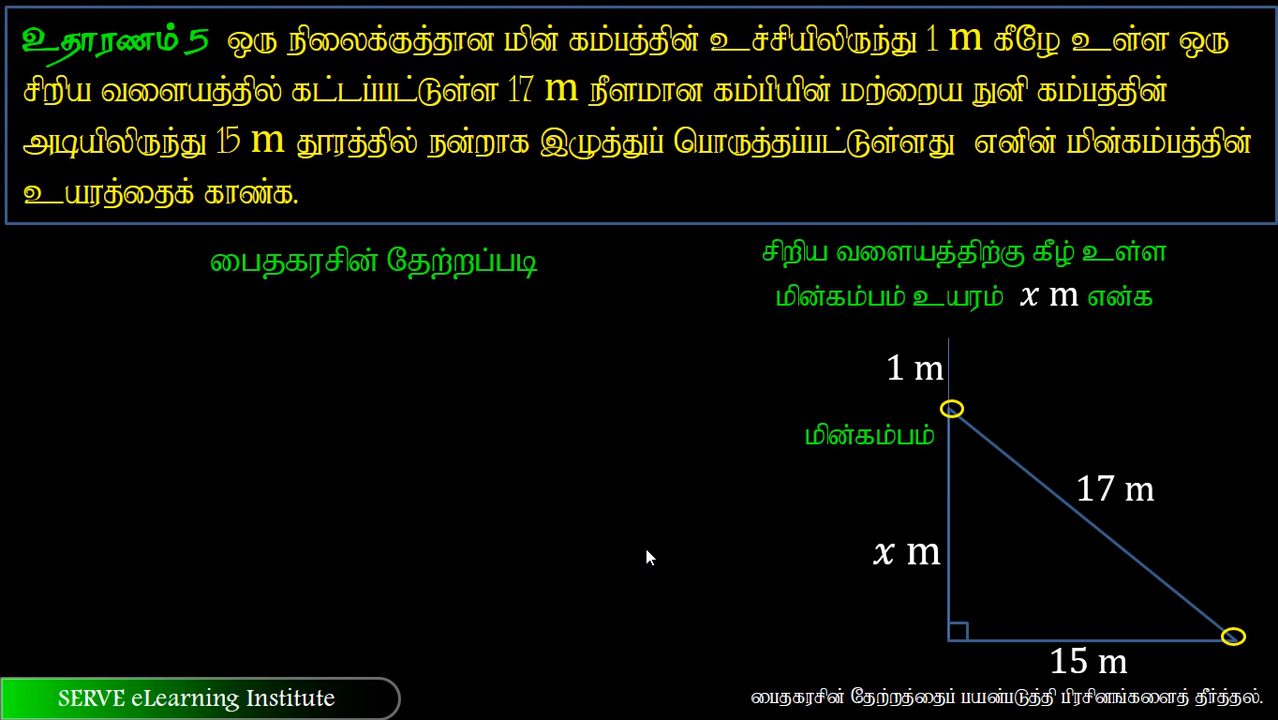 உதாரணம் 5 ஒரு நிலைக்குத்தான மின் கம்பத்தின் உச்சியிலிருந்து 1 m கீழே உள்ள ஒரு
சிறிய வளையத்தில் கட்டப்பட்டுள்ள 17 m நீளமான கம்பியின் மற்றைய நுனி கம்பத்தின்
அடியிலிருந்து 15 m தூரத்தில் நன்றாக இழுத்துப் பொருத்தப்பட்டுள்ளது எனின் மின்கம்பத்தின்
உயரத்தைக் காண்க.
பைதகரசின் தேற்றப்படி
சிறிய வளையத்திற்கு கீழ் உள்ள
மின்கம்பம் உயரம் x m என்க
1 m
மின்கம்பம்
17 m
x m
15 m
SERVE eLearning Institute
பைதகரசின் தேற்றத்தைப் பயன்படுத்தி பிரசினங்களைத் தீர்த்தல்.